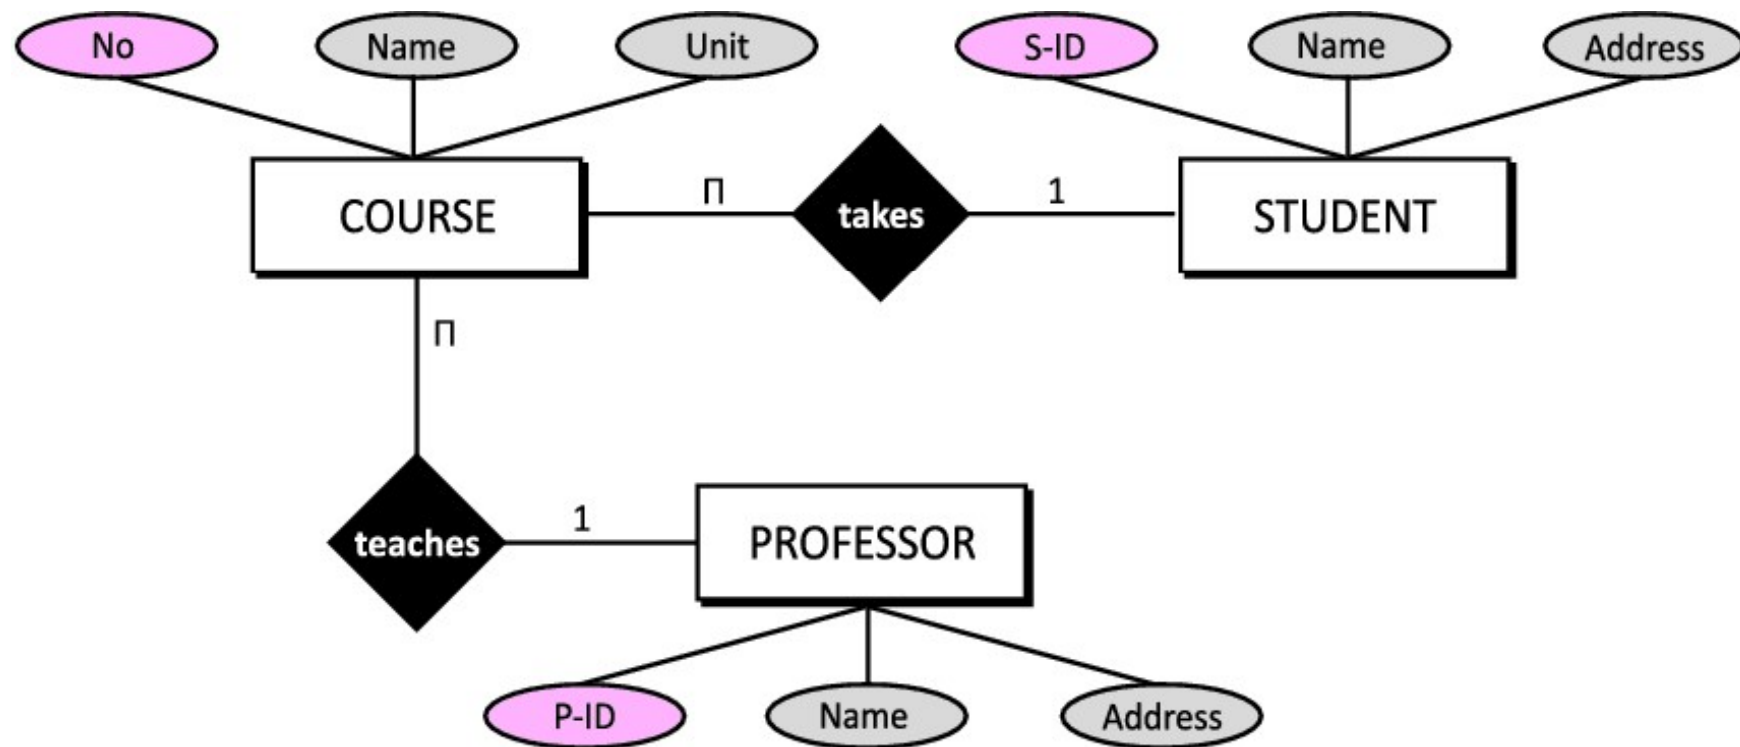 No Name Unit S-ID Name Address
COURSE П takes 1 STUDENT
П
teaches 1 PROFESSOR
P-ID Name Address